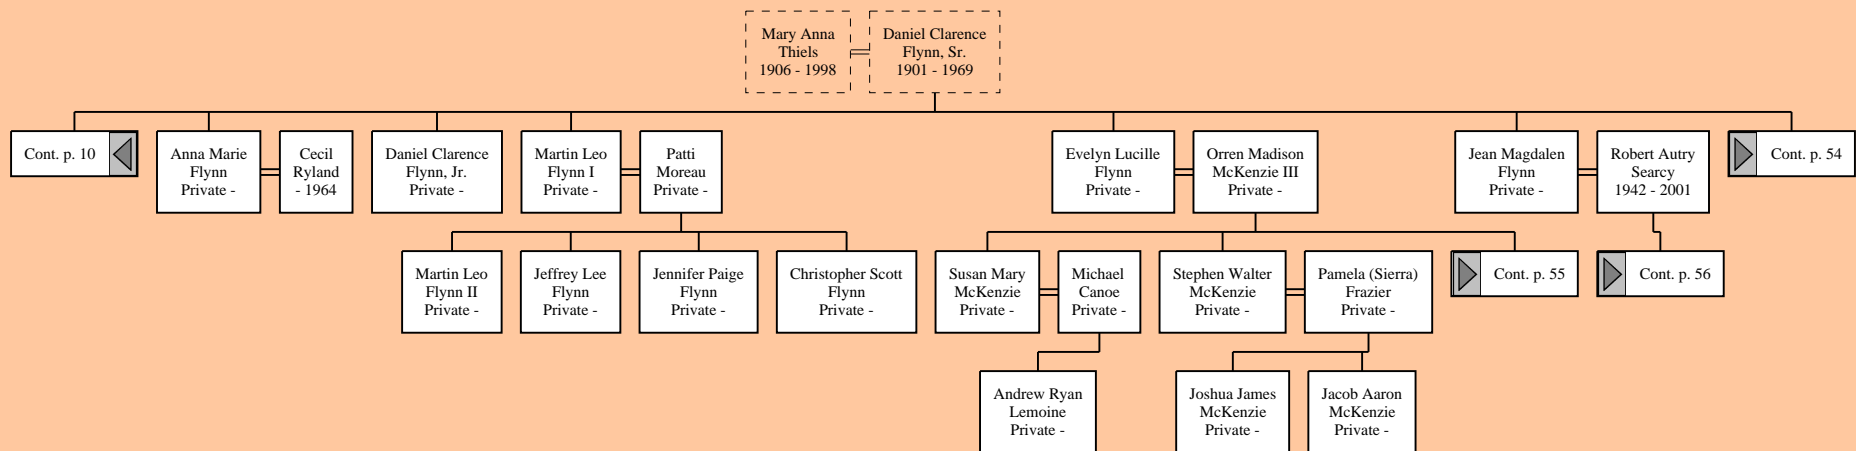 Mary Anna
Thiels
1906 - 1998
Daniel Clarence
Flynn, Sr.
1901 - 1969
Cont. p. 10
Anna Marie
Flynn
Private -
Cecil
Ryland
- 1964
Daniel Clarence
Flynn, Jr.
Private -
Martin Leo
Flynn I
Private -
Patti
Moreau
Private -
Evelyn Lucille
Flynn
Private -
Orren Madison
McKenzie III
Private -
Jean Magdalen
Flynn
Private -
Robert Autry
Searcy
1942 - 2001
Cont. p. 54
Martin Leo
Flynn II
Private -
Jeffrey Lee
Flynn
Private -
Jennifer Paige
Flynn
Private -
Christopher Scott
Flynn
Private -
Susan Mary
McKenzie
Private -
Michael
Canoe
Private -
Stephen Walter
McKenzie
Private -
Pamela (Sierra)
Frazier
Private -
Cont. p. 55
Cont. p. 56
Andrew Ryan
Lemoine
Private -
Joshua James
McKenzie
Private -
Jacob Aaron
McKenzie
Private -